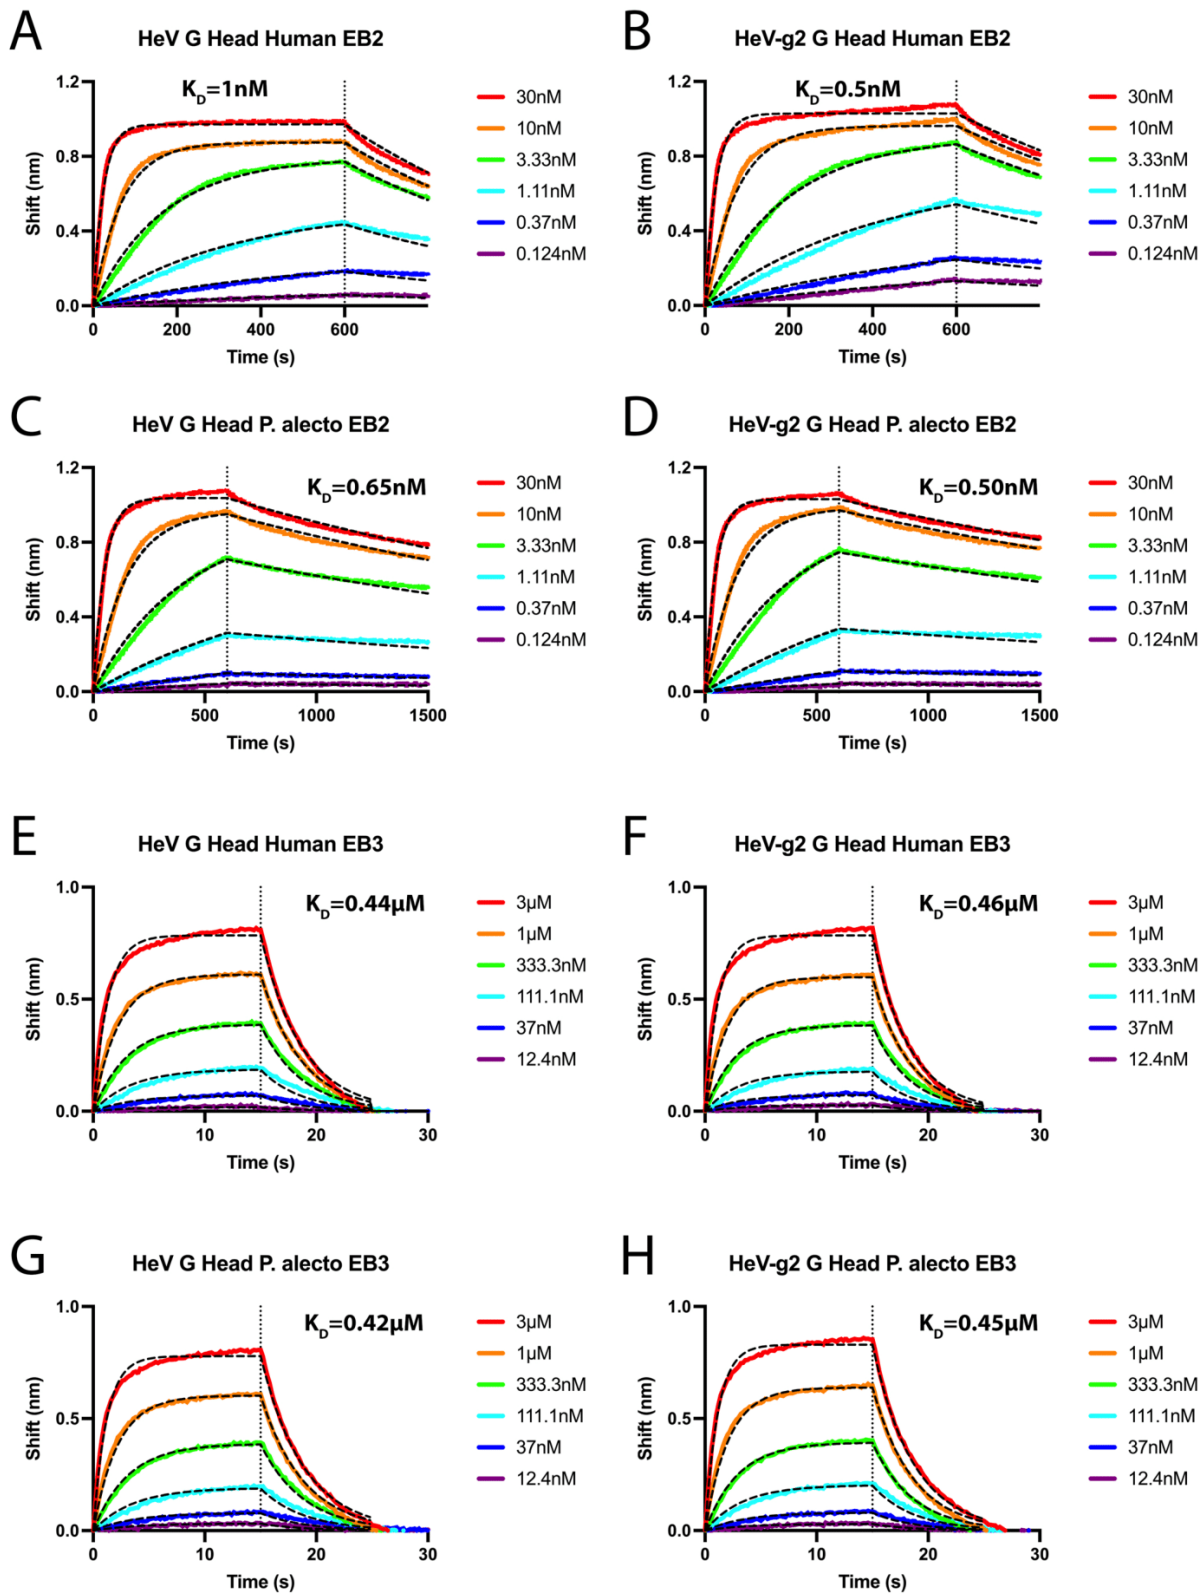 A
HeV G Head Human EB2
K_D=1nM
1.2
0.8
0.4
0.0
Shift (nm)
0 200 400 600
Time (s)
30nM
10nM
3.33nM
1.11nM
0.37nM
0.124nM
B
HeV-g2 G Head Human EB2
K_D=0.5nM
1.2
0.8
0.4
0.0
Shift (nm)
0 200 400 600
Time (s)
30nM
10nM
3.33nM
1.11nM
0.37nM
0.124nM
C
HeV G Head P. alecto EB2
K_D=0.65nM
1.2
0.8
0.4
0.0
Shift (nm)
0 500 1000 1500
Time (s)
30nM
10nM
3.33nM
1.11nM
0.37nM
0.124nM
D
HeV-g2 G Head P. alecto EB2
K_D=0.50nM
1.2
0.8
0.4
0.0
Shift (nm)
0 500 1000 1500
Time (s)
30nM
10nM
3.33nM
1.11nM
0.37nM
0.124nM
E
HeV G Head Human EB3
K_D=0.44µM
1.0
0.5
0.0
Shift (nm)
0 10 20 30
Time (s)
3µM
1µM
333.3nM
111.1nM
37nM
12.4nM
F
HeV-g2 G Head Human EB3
K_D=0.46µM
1.0
0.5
0.0
Shift (nm)
0 10 20 30
Time (s)
3µM
1µM
333.3nM
111.1nM
37nM
12.4nM
G
HeV G Head P. alecto EB3
K_D=0.42µM
1.0
0.5
0.0
Shift (nm)
0 10 20 30
Time (s)
3µM
1µM
333.3nM
111.1nM
37nM
12.4nM
H
HeV-g2 G Head P. alecto EB3
K_D=0.45µM
1.0
0.5
0.0
Shift (nm)
0 10 20 30
Time (s)
3µM
1µM
333.3nM
111.1nM
37nM
12.4nM